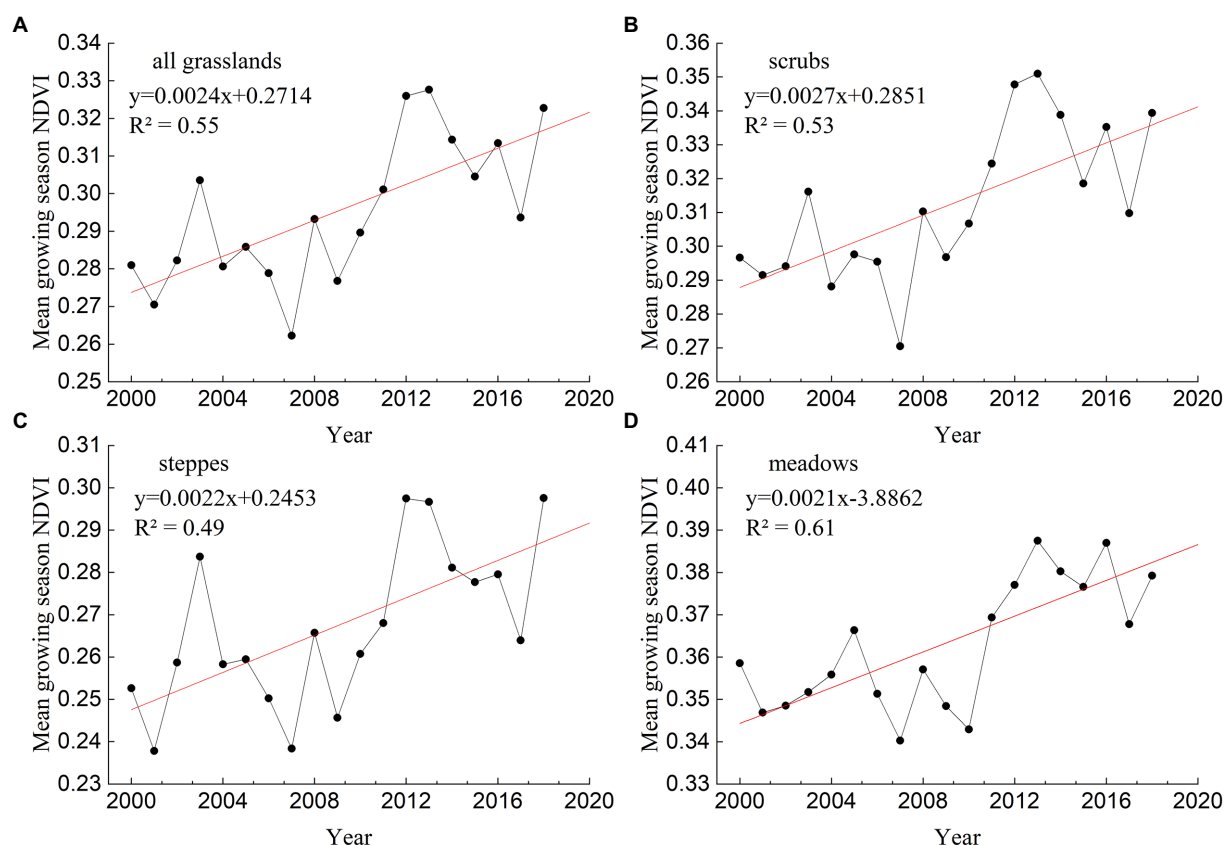 A
Mean growing season NDVI
0.34
0.33
0.32
0.31
0.30
0.29
0.28
0.27
0.26
0.25
all grasslands
y=0.0024x+0.2714
R² = 0.55
2000 2004 2008 2012 2016 2020
Year
B
Mean growing season NDVI
0.36
0.35
0.34
0.33
0.32
0.31
0.30
0.29
0.28
0.27
0.26
scrubs
y=0.0027x+0.2851
R² = 0.53
2000 2004 2008 2012 2016 2020
Year
C
Mean growing season NDVI
0.31
0.30
0.29
0.28
0.27
0.26
0.25
0.24
0.23
steppes
y=0.0022x+0.2453
R² = 0.49
2000 2004 2008 2012 2016 2020
Year
D
Mean growing season NDVI
0.41
0.40
0.39
0.38
0.37
0.36
0.35
0.34
0.33
meadows
y=0.0021x-3.8862
R² = 0.61
2000 2004 2008 2012 2016 2020
Year